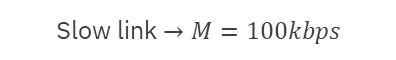 Slow link → M = 100kbps